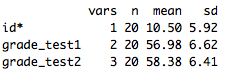 vars n mean sd
id* 1 20 10.50 5.92
grade_test1 2 20 56.98 6.62
grade_test2 3 20 58.38 6.41